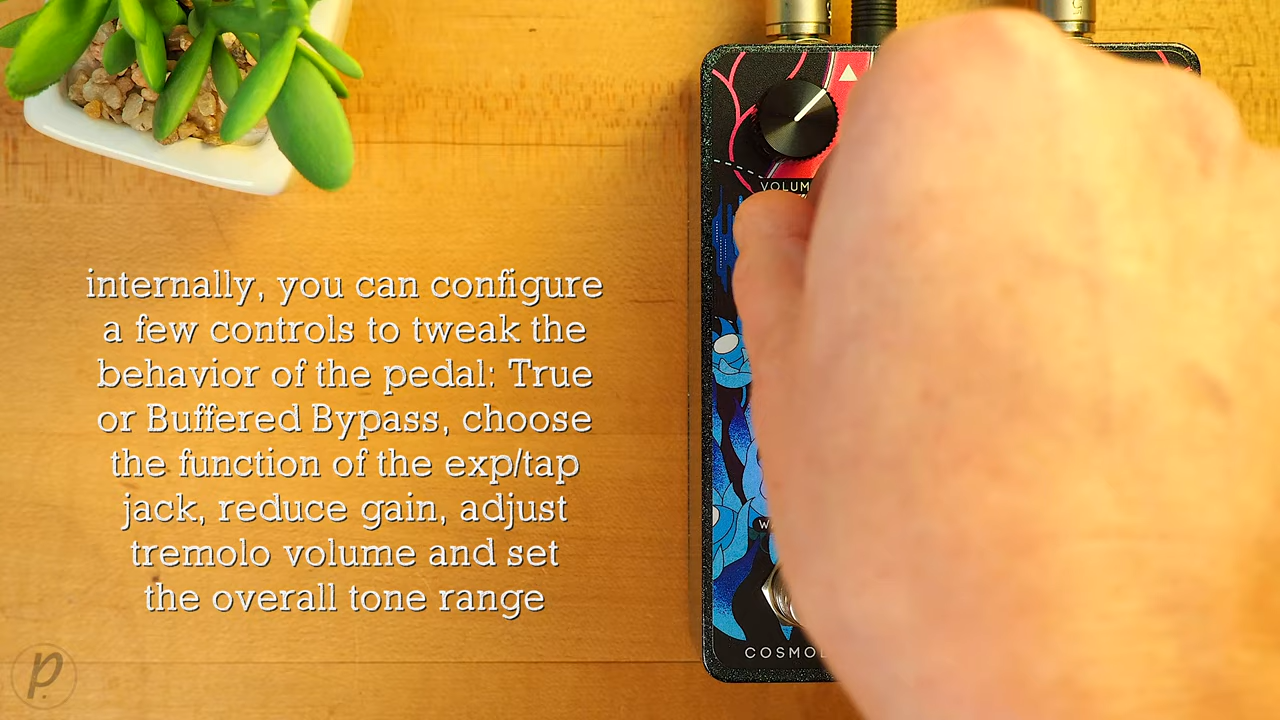 internally, you can configure
a few controls to tweak the
behavior of the pedal: True
or Buffered Bypass, choose
the function of the exp/tap
jack, reduce gain, adjust
tremolo volume and set
the overall tone range
p.